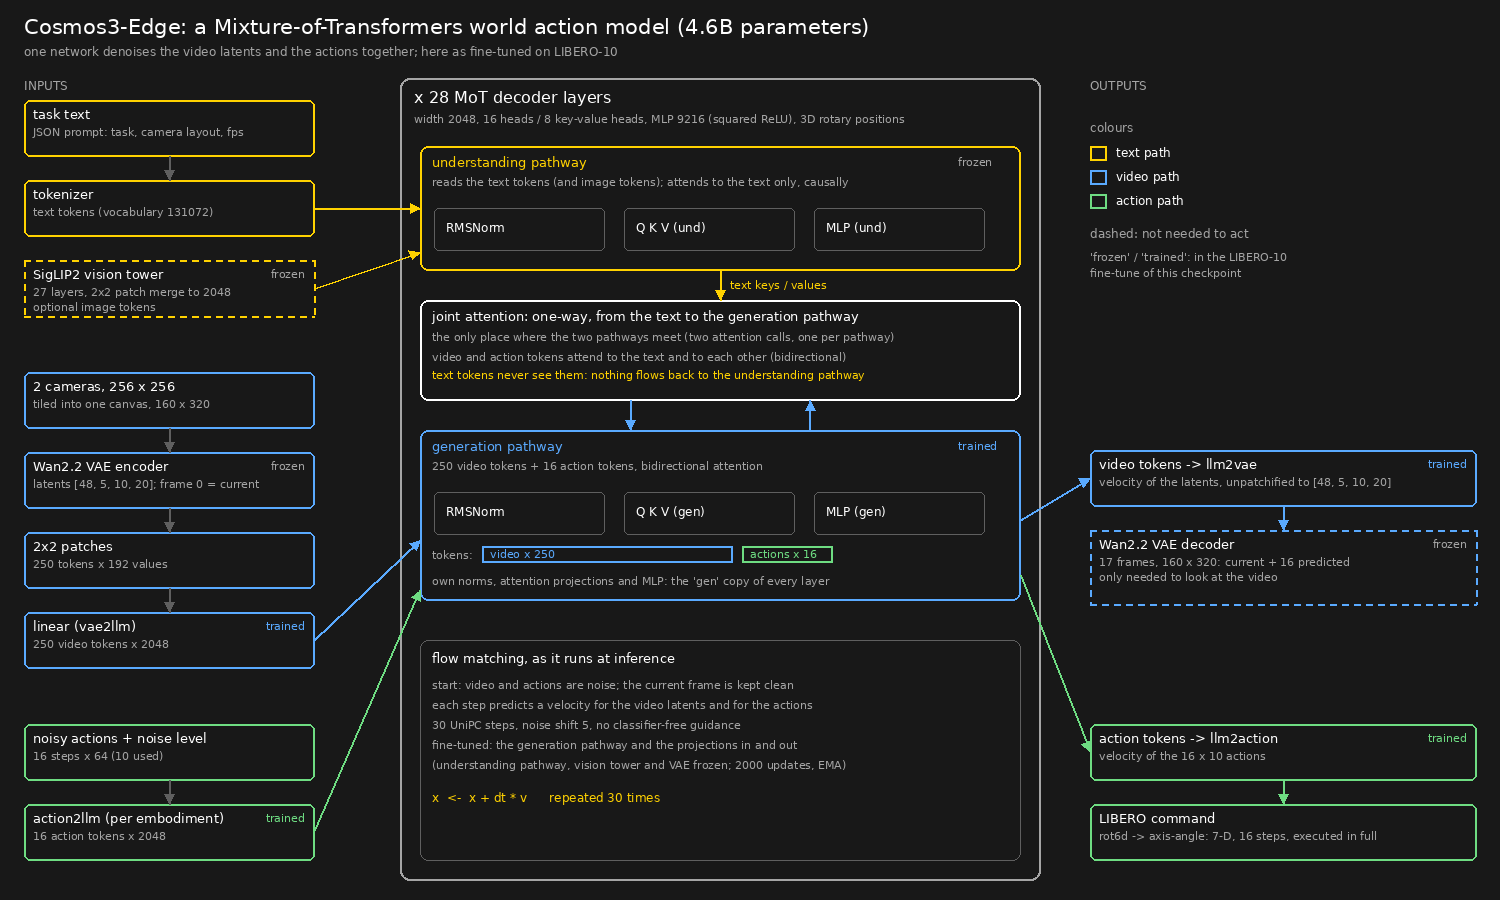 Cosmos3-Edge: a Mixture-of-Transformers world action model (4.6B parameters)
one network denoises the video latents and the actions together; here as fine-tuned on LIBERO-10
INPUTS
task text
JSON prompt: task, camera layout, fps
tokenizer
text tokens (vocabulary 131072)
SigLIP2 vision tower
frozen
27 layers, 2x2 patch merge to 2048
optional image tokens
2 cameras, 256 x 256
tiled into one canvas, 160 x 320
Wan2.2 VAE encoder
frozen
latents [48, 5, 10, 20]; frame 0 = current
2x2 patches
250 tokens x 192 values
linear (vae2llm)
trained
250 video tokens x 2048
noisy actions + noise level
16 steps x 64 (10 used)
action2llm (per embodiment)
trained
16 action tokens x 2048
x 28 MoT decoder layers
width 2048, 16 heads / 8 key-value heads, MLP 9216 (squared ReLU), 3D rotary positions
understanding pathway
frozen
reads the text tokens (and image tokens); attends to the text only, causally
RMSNorm
Q K V (und)
MLP (und)
text keys / values
joint attention: one-way, from the text to the generation pathway
the only place where the two pathways meet (two attention calls, one per pathway)
video and action tokens attend to the text and to each other (bidirectional)
text tokens never see them: nothing flows back to the understanding pathway
generation pathway
trained
250 video tokens + 16 action tokens, bidirectional attention
RMSNorm
Q K V (gen)
MLP (gen)
tokens:
video x 250
actions x 16
own norms, attention projections and MLP: the 'gen' copy of every layer
flow matching, as it runs at inference
start: video and actions are noise; the current frame is kept clean
each step predicts a velocity for the video latents and for the actions
30 UniPC steps, noise shift 5, no classifier-free guidance
fine-tuned: the generation pathway and the projections in and out
(understanding pathway, vision tower and VAE frozen; 2000 updates, EMA)
x <- x + dt * v repeated 30 times
OUTPUTS
colours
text path
video path
action path
dashed: not needed to act
'frozen' / 'trained': in the LIBERO-10
fine-tune of this checkpoint
video tokens -> llm2vae
trained
velocity of the latents, unpatchified to [48, 5, 10, 20]
Wan2.2 VAE decoder
frozen
17 frames, 160 x 320: current + 16 predicted
only needed to look at the video
action tokens -> llm2action
trained
velocity of the 16 x 10 actions
LIBERO command
rot6d -> axis-angle: 7-D, 16 steps, executed in full